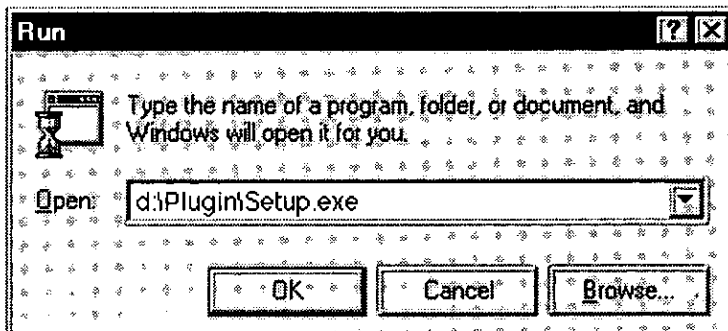 Run
Type the name of a program, folder, or document, and
Windows will open it for you.
Open: d:\Plugin\Setup.exe
OK Cancel Browse...